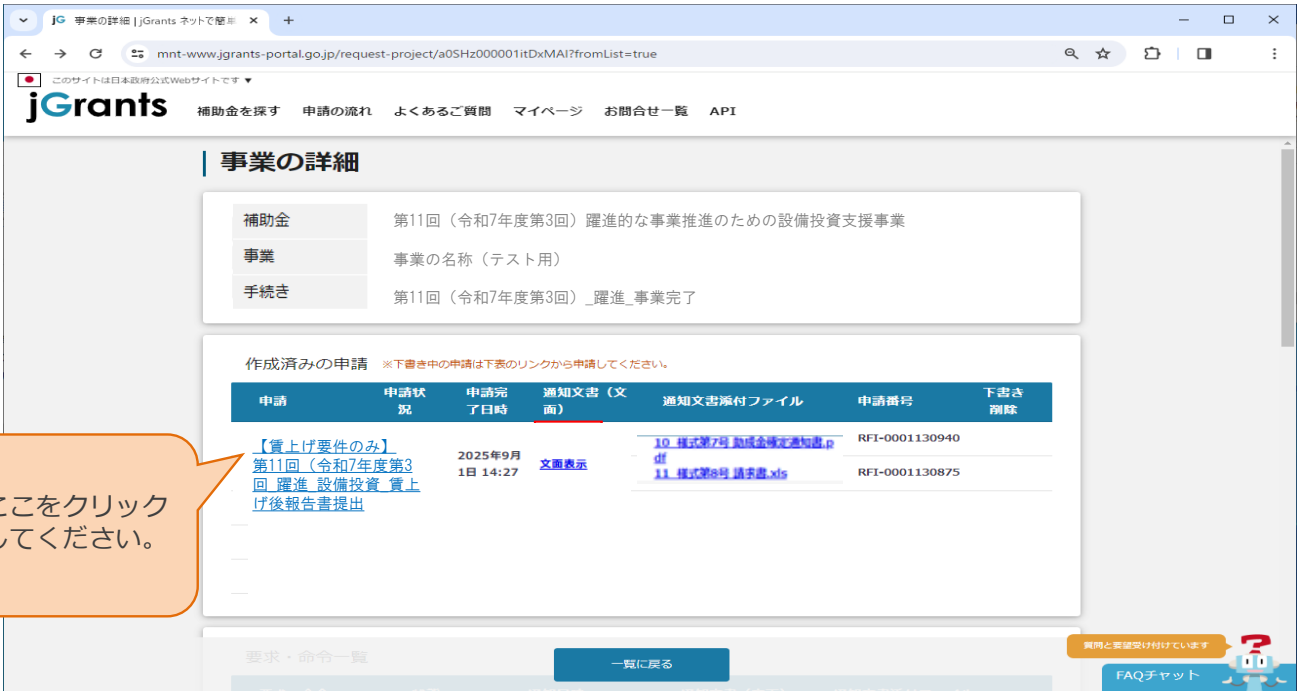 jG 事業の詳細 | jGrants ネットで簡単
mnt-www.jgrants-portal.go.jp/request-project/a0SHz000001itDxMAI?fromList=true
このサイトは日本政府公式Webサイトです ▼
jGrants 補助金を探す 申請の流れ よくあるご質問 マイページ お問合せ一覧 API
事業の詳細
補助金 第11回（令和7年度第3回）躍進的な事業推進のための設備投資支援事業
事業 事業の名称（テスト用）
手続き 第11回（令和7年度第3回）_躍進_事業完了
作成済みの申請 ※下書き中の申請は下表のリンクから申請してください。
申請 申請状況 申請完了日時 通知文書（文面） 通知文書添付ファイル 申請番号 下書き削除
【賃上げ要件のみ】
第11回（令和7年度第3
回_躍進_設備投資_賃上
げ後報告書提出
2025年9月
1日 14:27
文面表示
10_様式第7号 助成金確定通知書.p
df
11_様式第8号 請求書.xls
RFI-0001130940
RFI-0001130875
ここをクリック
してください。
要求・命令一覧
一覧に戻る
質問と要望受け付けています
FAQチャット